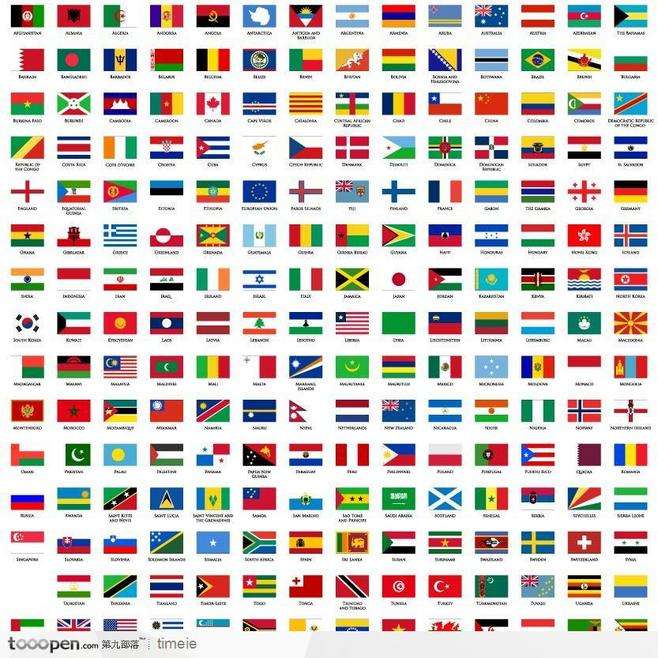 AFGHANISTAN ALBANIA ALGERIA ANDORRA ANGOLA ANTARCTICA ANTIGUA AND BARBUDA ARGENTINA ARMENIA ARUBA AUSTRALIA AUSTRIA AZERBAIJAN THE BAHAMAS
BAHRAIN BANGLADESH BARBADOS BELARUS BELGIUM BELIZE BENIN BHUTAN BOLIVIA BOSNIA AND HERZEGOVINA BOTSWANA BRAZIL BRUNEI BULGARIA
BURKINA FASO BURUNDI CAMBODIA CAMEROON CANADA CAPE VERDE CATALONIA CENTRAL AFRICAN REPUBLIC CHAD CHILE CHINA COLOMBIA COMOROS DEMOCRATIC REPUBLIC OF THE CONGO
REPUBLIC OF THE CONGO COSTA RICA COTE D'IVOIRE CROATIA CUBA CYPRUS CZECH REPUBLIC DENMARK DJIBOUTI DOMINICA DOMINICAN REPUBLIC ECUADOR EGYPT EL SALVADOR
ENGLAND EQUATORIAL GUINEA ERITREA ESTONIA ETHIOPIA EUROPEAN UNION FAROE ISLANDS FIJI FINLAND FRANCE GABON THE GAMBIA GEORGIA GERMANY
GHANA GIBRALTAR GREECE GREENLAND GRENADA GUATEMALA GUINEA GUINEA BISSAU GUYANA HAITI HONDURAS HUNGARY HONG KONG ICELAND
INDIA INDONESIA IRAN IRAQ IRELAND ISRAEL ITALY JAMAICA JAPAN JORDAN KAZAKHSTAN KENYA KIRIBATI NORTH KOREA
SOUTH KOREA KUWAIT KYRGYZSTAN LAOS LATVIA LEBANON LESOTHO LIBERIA LIBYA LIECHTENSTEIN LITHUANIA LUXEMBOURG MACAU MACEDONIA
MADAGASCAR MALAWI MALAYSIA MALDIVES MALI MALTA MARSHALL ISLANDS MAURITANIA MAURITIUS MEXICO MICRONESIA MOLDOVA MONACO MONGOLIA
MONTENEGRO MOROCCO MOZAMBIQUE MYANMAR NAMIBIA NAURU NEPAL NETHERLANDS NEW ZEALAND NICARAGUA NIGER NIGERIA NORWAY NORTHERN IRELAND
OMAN PAKISTAN PALAU PALESTINE PANAMA PAPUA NEW GUINEA PARAGUAY PERU PHILIPPINES POLAND PORTUGAL PUERTO RICO QATAR ROMANIA
RUSSIA RWANDA SAINT KITTS AND NEVIS SAINT LUCIA SAINT VINCENT AND THE GRENADINES SAMOA SAN MARINO SAO TOME AND PRINCIPE SAUDI ARABIA SCOTLAND SENEGAL SERBIA SEYCHELLES SIERRA LEONE
SINGAPORE SLOVAKIA SLOVENIA SOLOMON ISLANDS SOMALIA SOUTH AFRICA SPAIN SRI LANKA SUDAN SURINAME SWAZILAND SWEDEN SWITZERLAND SYRIA
TAJIKISTAN TANZANIA THAILAND TIMOR-LESTE TOGO TONGA TRINIDAD AND TOBAGO TUNISIA TURKEY TURKMENISTAN TUVALU UGANDA UKRAINE
tooopen.com 第九部落 timeie